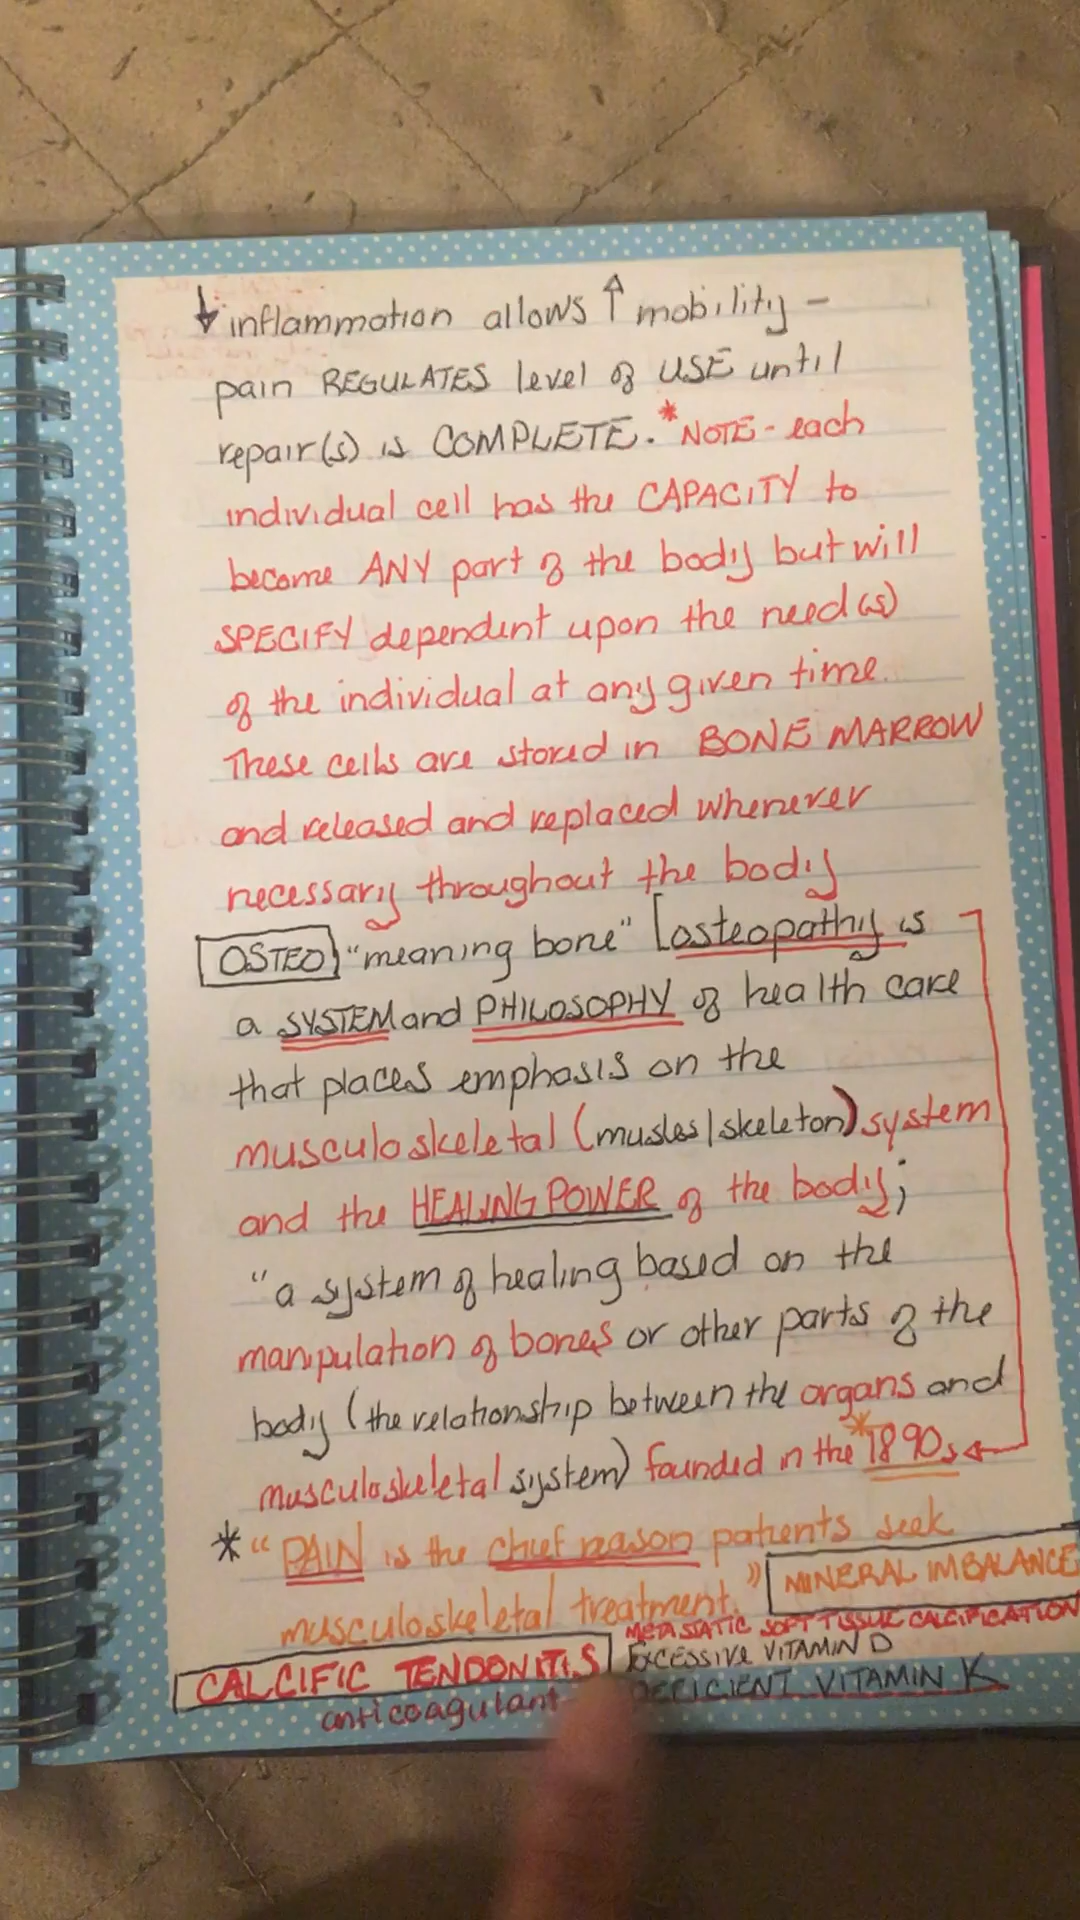 ↓ inflammation allows ↑ mobility -
pain REGULATES level of USE until
repair(s) is COMPLETE. *NOTE - each
individual cell has the CAPACITY to
become ANY part of the body but will
SPECIFY dependent upon the need(s)
of the individual at any given time.
These cells are stored in BONE MARROW
and released and replaced whenever
necessary throughout the body
OSTEO "meaning bone" [osteopathy is
a SYSTEM and PHILOSOPHY of health care
that places emphasis on the
musculoskeletal (musles/skeleton) system
and the HEALING POWER of the body;
"a system of healing based on the
manipulation of bones or other parts of the
body (the relationship between the organs and
musculoskeletal system) founded in the *1890s
* "PAIN is the chief reason patients seek
musculoskeletal treatment."
MINERAL IMBALANCE
METASTATIC SOFT TISSUE CALCIFICATION
CALCIFIC TENDONITIS
EXCESSIVE VITAMIN D
DEFICIENT VITAMIN K
anticoagulant